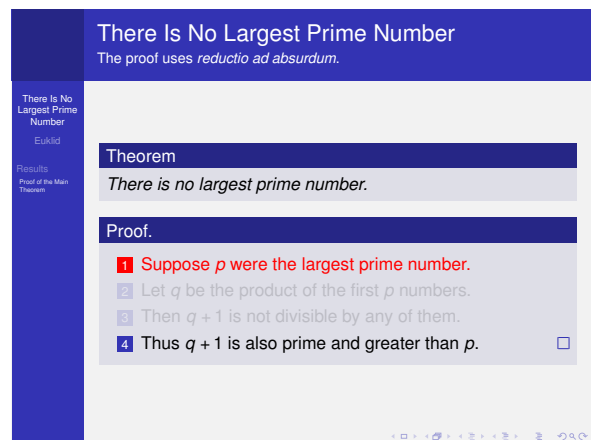 There Is No Largest Prime Number
The proof uses reductio ad absurdum.
There Is No
Largest Prime
Number
Euklid
Results
Proof of the Main
Theorem
Theorem
There is no largest prime number.
Proof.
1 Suppose p were the largest prime number.
2 Let q be the product of the first p numbers.
3 Then q + 1 is not divisible by any of them.
4 Thus q + 1 is also prime and greater than p.